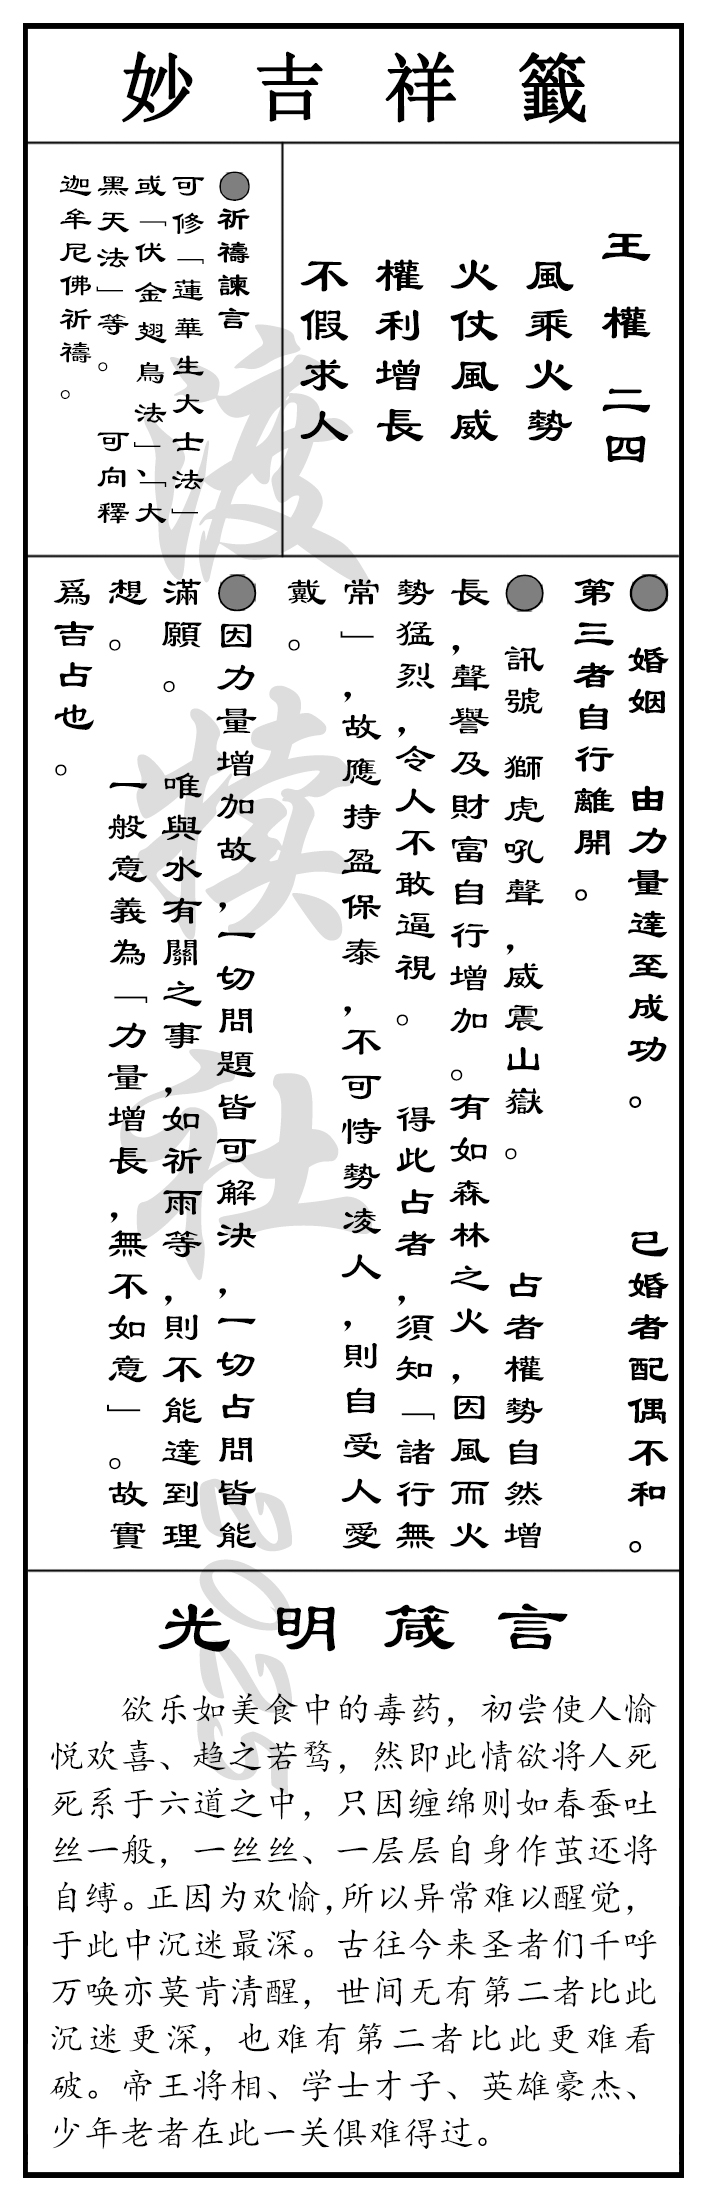 妙吉祥籤
王權 二四
風乘火勢
火仗風威
權利增長
不假求人
●祈禱諫言
可修「蓮華生大士法」
或「伏金翅鳥法」、「大
黑天法」等。 可向釋
迦牟尼佛祈禱。
● 婚姻 由力量達至成功。 已婚者配偶不和。
第三者自行離開。
● 訊號 獅虎吼聲，威震山嶽。 占者權勢自然增
長，聲譽及財富自行增加。有如森林之火，因風而火
勢猛烈，令人不敢逼視。 得此占者，須知「諸行無
常」，故應持盈保泰，不可恃勢凌人，則自受人愛
戴。
●因力量增加故，一切問題皆可解決，一切占問皆能
滿願。 唯與水有關之事，如祈雨等，則不能達到理
想。 一般意義為「力量增長，無不如意」。故實
爲吉占也。
光明箴言
欲乐如美食中的毒药，初尝使人愉
悦欢喜、趋之若鹜，然即此情欲将人死
死系于六道之中，只因缠绵则如春蚕吐
丝一般，一丝丝、一层层自身作茧还将
自缚。正因为欢愉，所以异常难以醒觉，
于此中沉迷最深。古往今来圣者们千呼
万唤亦莫肯清醒，世间无有第二者比此
沉迷更深，也难有第二者比此更难看
破。帝王将相、学士才子、英雄豪杰、
少年老者在此一关俱难得过。
渡犊社 2025